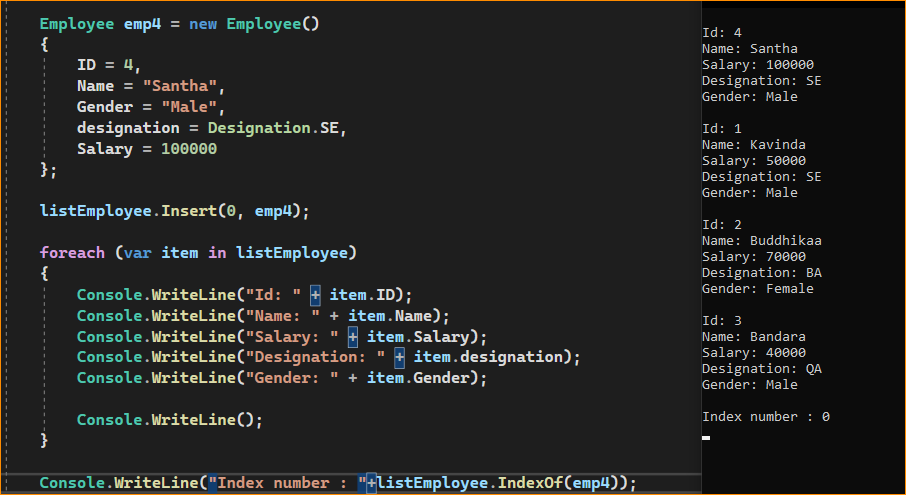 Employee emp4 = new Employee()
{
ID = 4,
Name = "Santha",
Gender = "Male",
designation = Designation.SE,
Salary = 100000
};
listEmployee.Insert(0, emp4);
foreach (var item in listEmployee)
{
Console.WriteLine("Id: " + item.ID);
Console.WriteLine("Name: " + item.Name);
Console.WriteLine("Salary: " + item.Salary);
Console.WriteLine("Designation: " + item.designation);
Console.WriteLine("Gender: " + item.Gender);
Console.WriteLine();
}
Console.WriteLine("Index number : "+listEmployee.IndexOf(emp4));
Id: 4
Name: Santha
Salary: 100000
Designation: SE
Gender: Male
Id: 1
Name: Kavinda
Salary: 50000
Designation: SE
Gender: Male
Id: 2
Name: Buddhikaa
Salary: 70000
Designation: BA
Gender: Female
Id: 3
Name: Bandara
Salary: 40000
Designation: QA
Gender: Male
Index number : 0